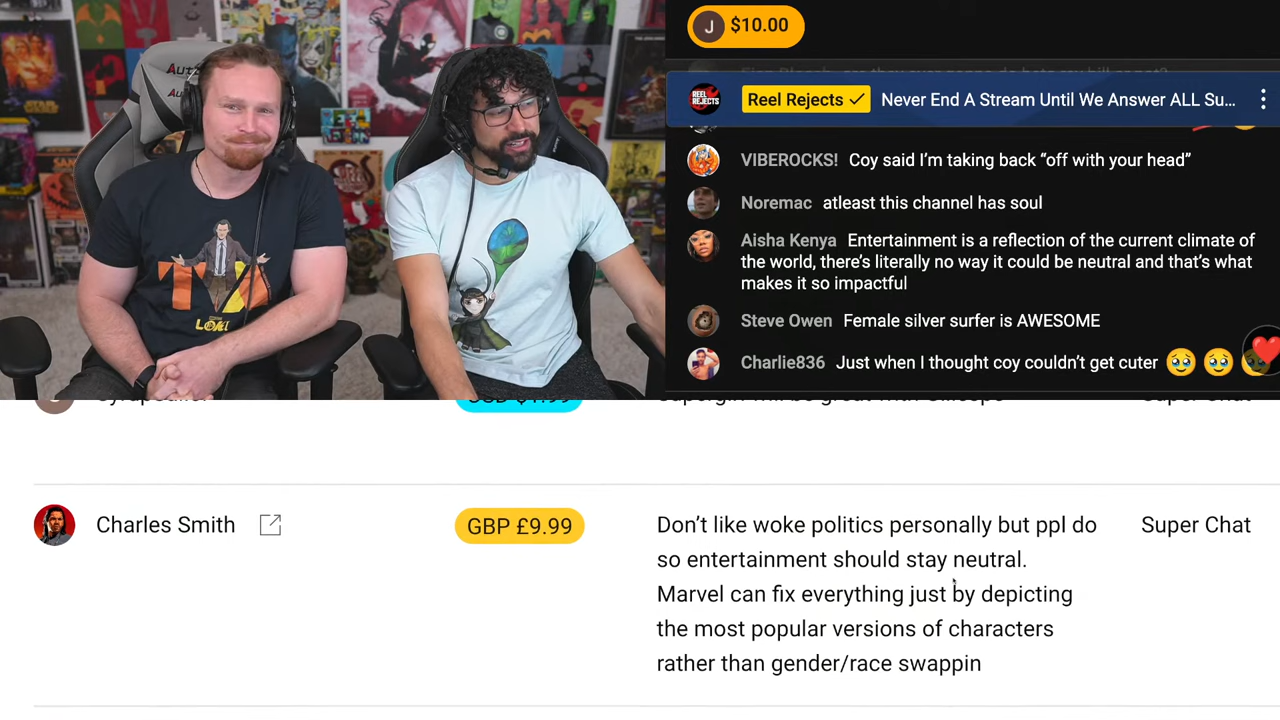 J $10.00
REEL REJECTS Reel Rejects Never End A Stream Until We Answer ALL Su...
VIBEROCKS! Coy said I'm taking back “off with your head”
Noremac atleast this channel has soul
Aisha Kenya Entertainment is a reflection of the current climate of
the world, there's literally no way it could be neutral and that's what
makes it so impactful
Steve Owen Female silver surfer is AWESOME
Charlie836 Just when I thought coy couldn't get cuter
TVA
LOKI
Super Chat
Charles Smith GBP £9.99 Don't like woke politics personally but ppl do Super Chat
so entertainment should stay neutral.
Marvel can fix everything just by depicting
the most popular versions of characters
rather than gender/race swappin